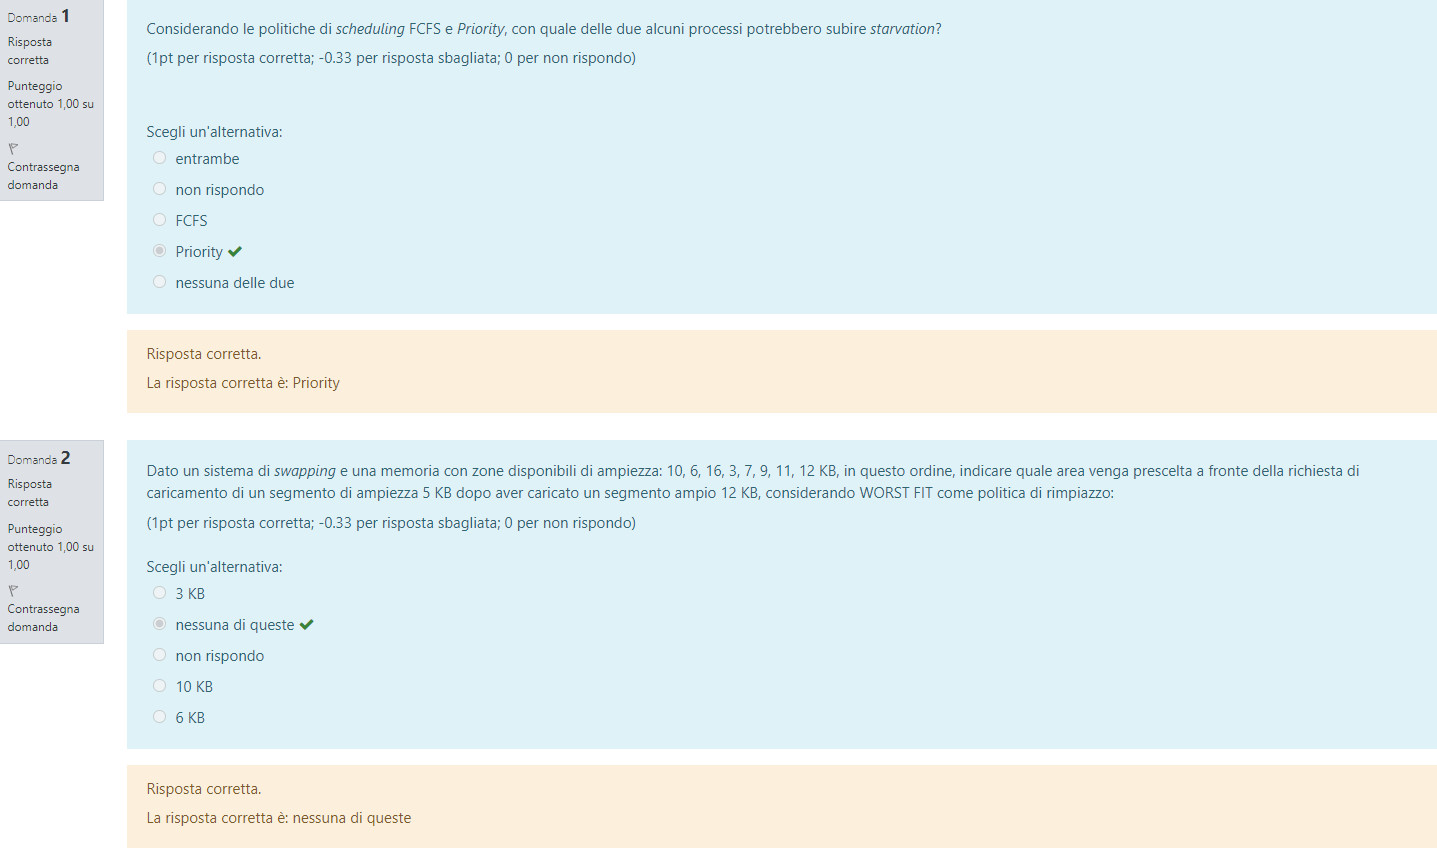 Domanda 1
Risposta
corretta
Punteggio
ottenuto 1,00 su
1,00
Contrassegna
domanda
Considerando le politiche di scheduling FCFS e Priority, con quale delle due alcuni processi potrebbero subire starvation?
(1pt per risposta corretta; -0.33 per risposta sbagliata; 0 per non rispondo)
Scegli un'alternativa:
entrambe
non rispondo
FCFS
Priority
nessuna delle due
Risposta corretta.
La risposta corretta è: Priority
Domanda 2
Risposta
corretta
Punteggio
ottenuto 1,00 su
1,00
Contrassegna
domanda
Dato un sistema di swapping e una memoria con zone disponibili di ampiezza: 10, 6, 16, 3, 7, 9, 11, 12 KB, in questo ordine, indicare quale area venga prescelta a fronte della richiesta di
caricamento di un segmento di ampiezza 5 KB dopo aver caricato un segmento ampio 12 KB, considerando WORST FIT come politica di rimpiazzo:
(1pt per risposta corretta; -0.33 per risposta sbagliata; 0 per non rispondo)
Scegli un'alternativa:
3 KB
nessuna di queste
non rispondo
10 KB
6 KB
Risposta corretta.
La risposta corretta è: nessuna di queste